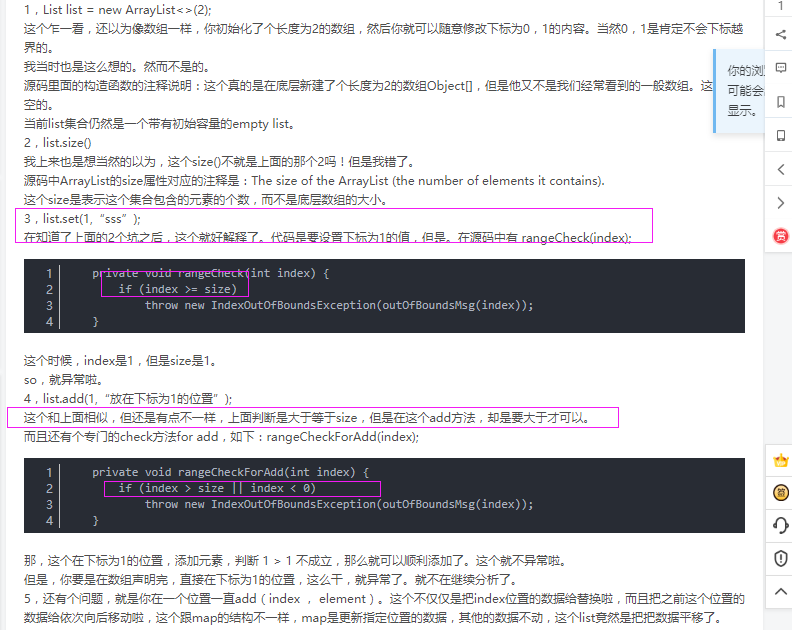 1，List list = new ArrayList<>(2);
这个乍一看，还以为像数组一样，你初始化了个长度为2的数组，然后你就可以随意修改下标为0，1的内容。当然0，1是肯定不会下标越
界的。
我当时也是这么想的。然而不是的。
源码里面的构造函数的注释说明：这个真的是在底层新建了个长度为2的数组Object[]，但是他又不是我们经常看到的一般数组。这
空的。
当前list集合仍然是一个带有初始容量的empty list。
2，list.size()
我上来也是想当然的以为，这个size()不就是上面的那个2吗！但是我错了。
源码中ArrayList的size属性对应的注释是：The size of the ArrayList (the number of elements it contains).
这个size是表示这个集合包含的元素的个数，而不是底层数组的大小。
3，list.set(1,“sss”);
在知道了上面的2个坑之后，这个就好解释了。代码是要设置下标为1的值，但是。在源码中有 rangeCheck(index);
1 private void rangeCheck(int index) {
2 if (index >= size)
3 throw new IndexOutOfBoundsException(outOfBoundsMsg(index));
4 }
这个时候，index是1，但是size是1。
so，就异常啦。
4，list.add(1,“放在下标为1的位置”);
这个和上面相似，但还是有点不一样，上面判断是大于等于size，但是在这个add方法，却是要大于才可以。
而且还有个专门的check方法for add，如下：rangeCheckForAdd(index);
1 private void rangeCheckForAdd(int index) {
2 if (index > size || index < 0)
3 throw new IndexOutOfBoundsException(outOfBoundsMsg(index));
4 }
那，这个在下标为1的位置，添加元素，判断 1 > 1 不成立，那么就可以顺利添加了。这个就不异常啦。
但是，你要是在数组声明完，直接在下标为1的位置，这么干，就异常了。就不在继续分析了。
5，还有个问题，就是你在一个位置一直add（index ， element）。这个不仅仅是把index位置的数据给替换啦，而且把之前这个位置的
数据给依次向后移动啦，这个跟map的结构不一样，map是更新指定位置的数据，其他的数据不动，这个list竟然是把把数据平移了。
1
你的浏
可能会
显示。
赏
签